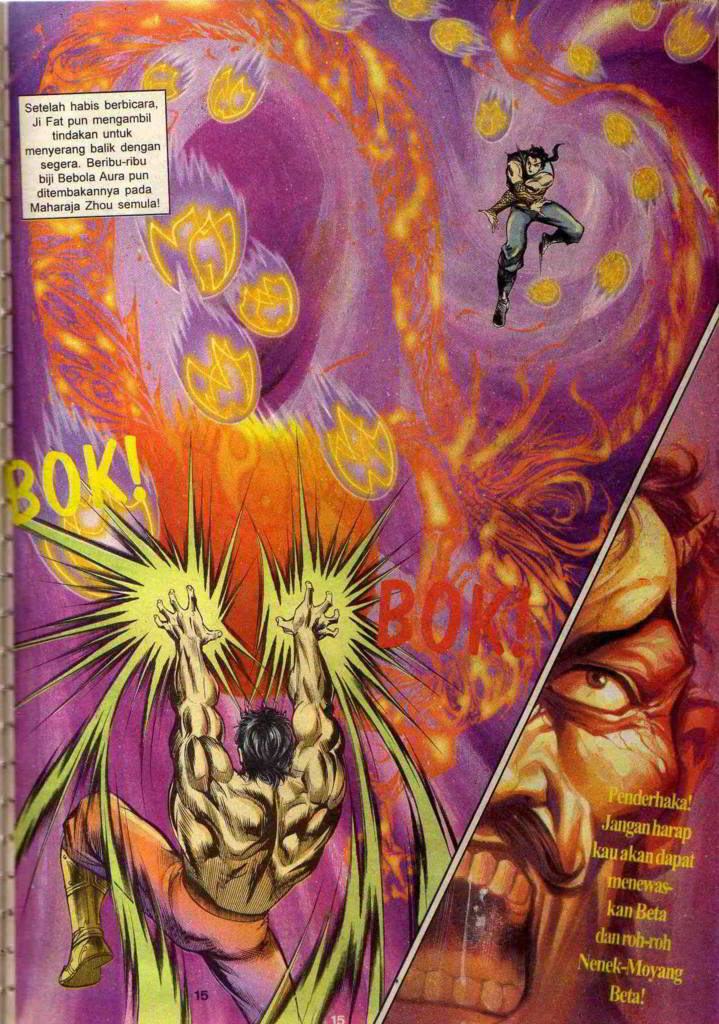 Setelah habis berbicara,
Ji Fat pun mengambil
tindakan untuk
menyerang balik dengan
segera. Beribu-ribu
biji Bebola Aura pun
ditembakannya pada
Maharaja Zhou semula!
BOK!
BOK!
Penderhaka!
Jangan harap
kau akan dapat
menewas-
kan Beta
dan roh-roh
Nenek-Moyang
Beta!
15
15